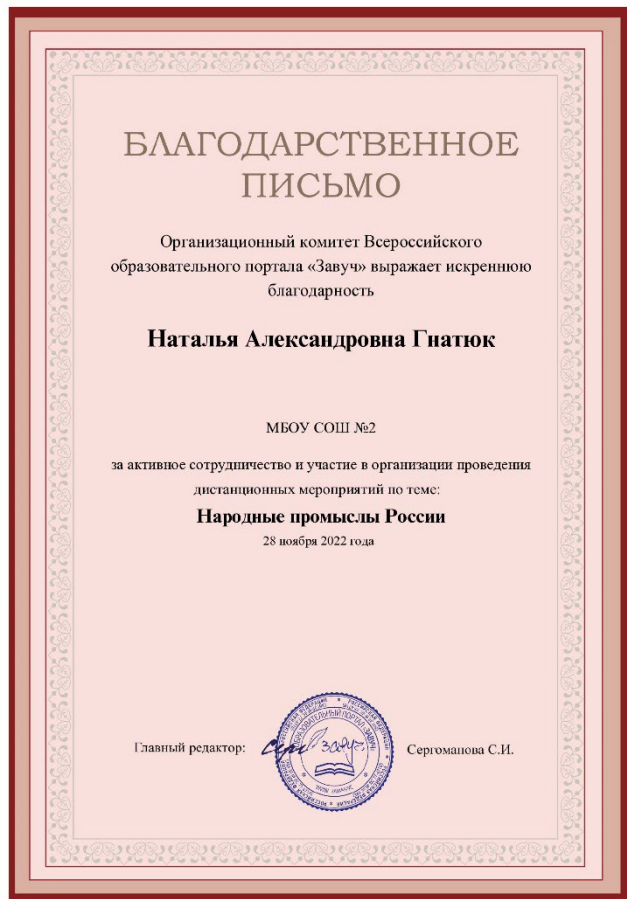 БЛАГОДАРСТВЕННОЕ
ПИСЬМО
Организационный комитет Всероссийского
образовательного портала «Завуч» выражает искреннюю
благодарность
Наталья Александровна Гнатюк
МБОУ СОШ №2
за активное сотрудничество и участие в организации проведения
дистанционных мероприятий по теме:
Народные промыслы России
28 ноября 2022 года
Главный редактор:
Завуч
Сергоманова С.И.